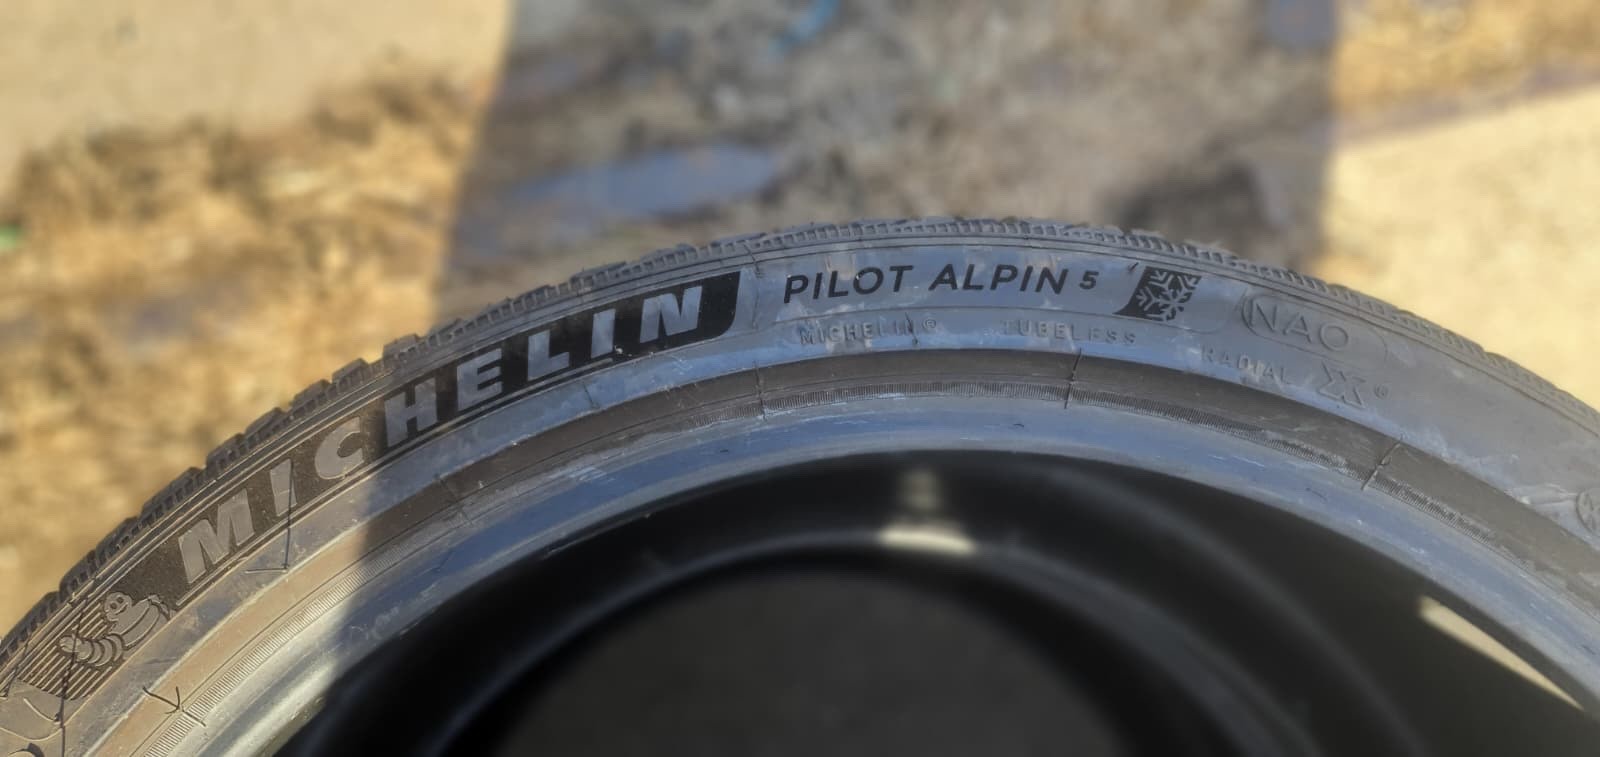 MICHELIN
PILOT ALPIN 5
NAO
MICHELIN® TUBELESS
RADIAL X®